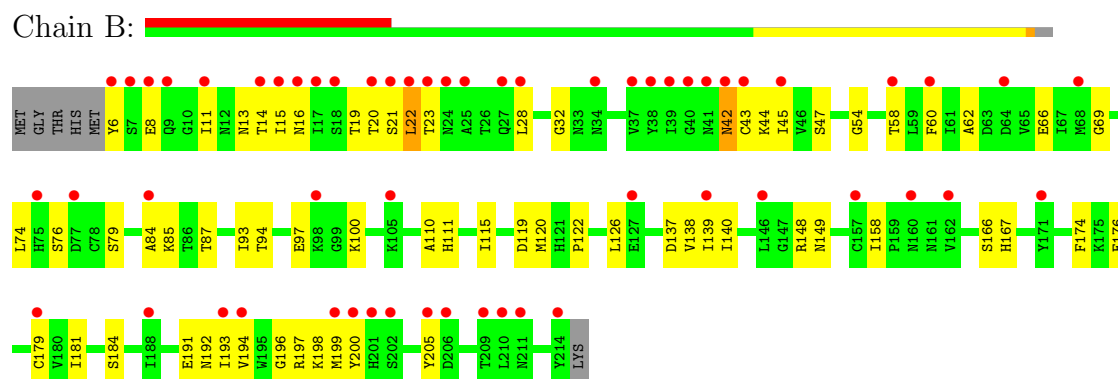 Chain B:
MET GLY THR HIS MET Y6 S7 E8 Q9 G10 I11 N12 N13 T14 I15 N16 I17 S18 T19 T20 S21 L22 T23 N24 A25 T26 Q27 L28 G32 N33 N34 V37 Y38 I39 G40 N41 N42 C43 K44 I45 V46 S47 G54 T58 L59 F60 I61 A62 D63 D64 V65 E66 I67 M68 G69
L74 H75 S76 D77 C78 S79 A84 K85 T86 T87 I93 T94 E97 K98 G99 K100 K105 A110 H111 I115 D119 M120 H121 P122 L126 E127 D137 V138 I139 I140 L146 G147 R148 N149 C157 I158 P159 N160 N161 V162 S166 H167 Y171 F174 K175 E176
C179 V180 I181 S184 I188 E191 N192 I193 V194 W195 G196 R197 K198 M199 Y200 H201 S202 Y205 D206 T209 L210 N211 Y214 LYS